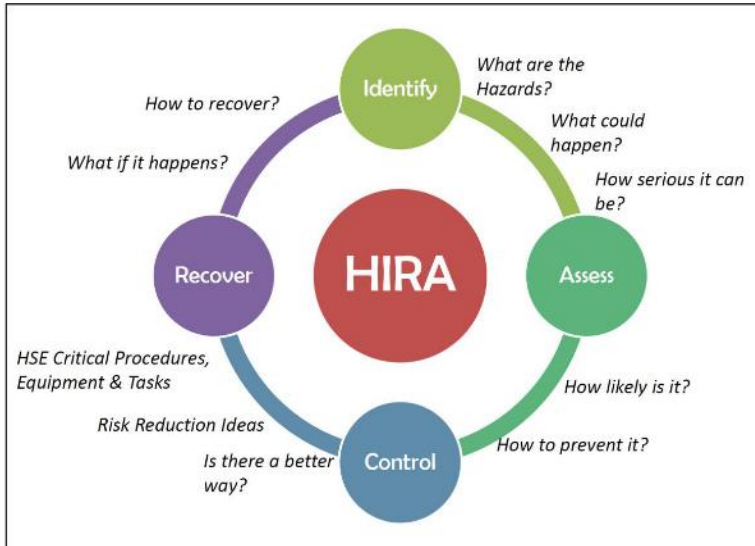 Identify
What are the
Hazards?
What could
happen?
How serious it can
be?
Assess
How likely is it?
How to prevent it?
Control
Is there a better
way?
Risk Reduction Ideas
HSE Critical Procedures,
Equipment & Tasks
Recover
What if it happens?
How to recover?
HIRA